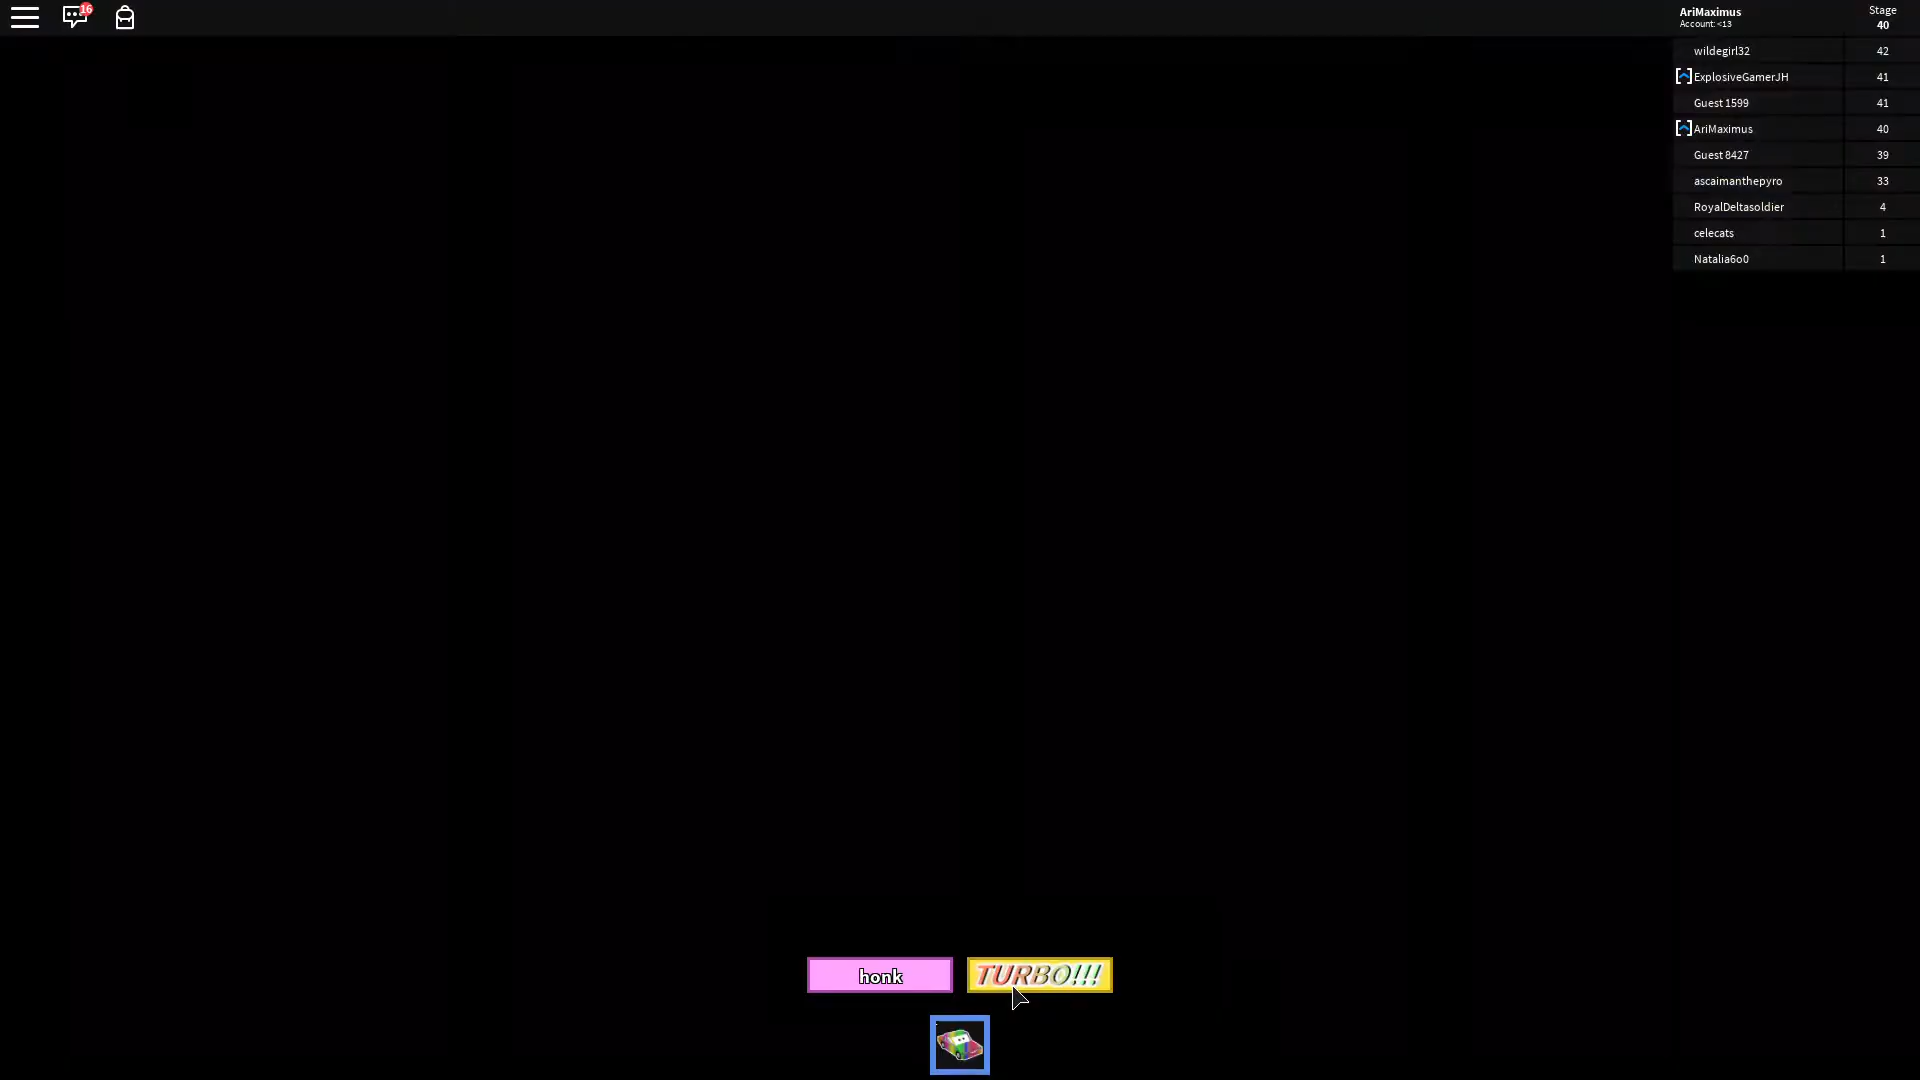 16
AriMaximus
Account: <13
Stage
40
wildegirl32 42
ExplosiveGamerJH 41
Guest 1599 41
AriMaximus 40
Guest 8427 39
ascaimanthepyro 33
RoyalDeltasoldier 4
celecats 1
Natalia6o0 1
honk
TURBO!!!